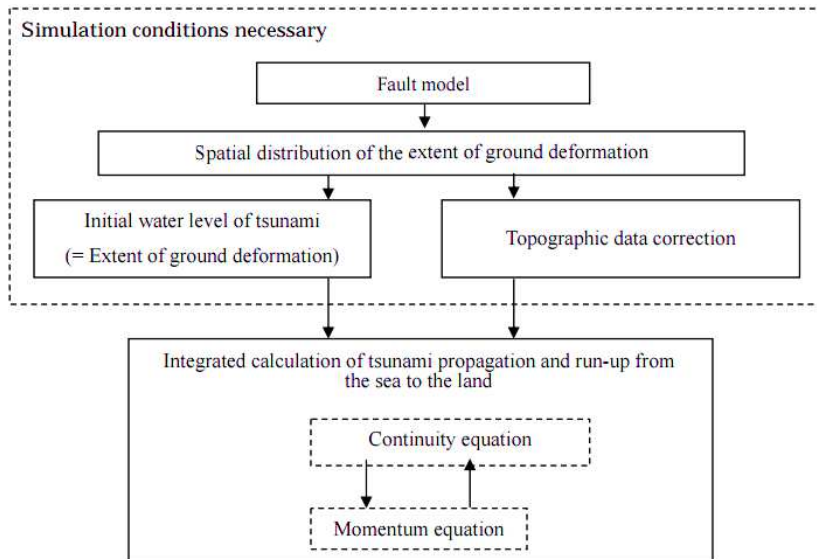 Simulation conditions necessary
Fault model
Spatial distribution of the extent of ground deformation
Initial water level of tsunami
(= Extent of ground deformation)
Topographic data correction
Integrated calculation of tsunami propagation and run-up from
the sea to the land
Continuity equation
Momentum equation